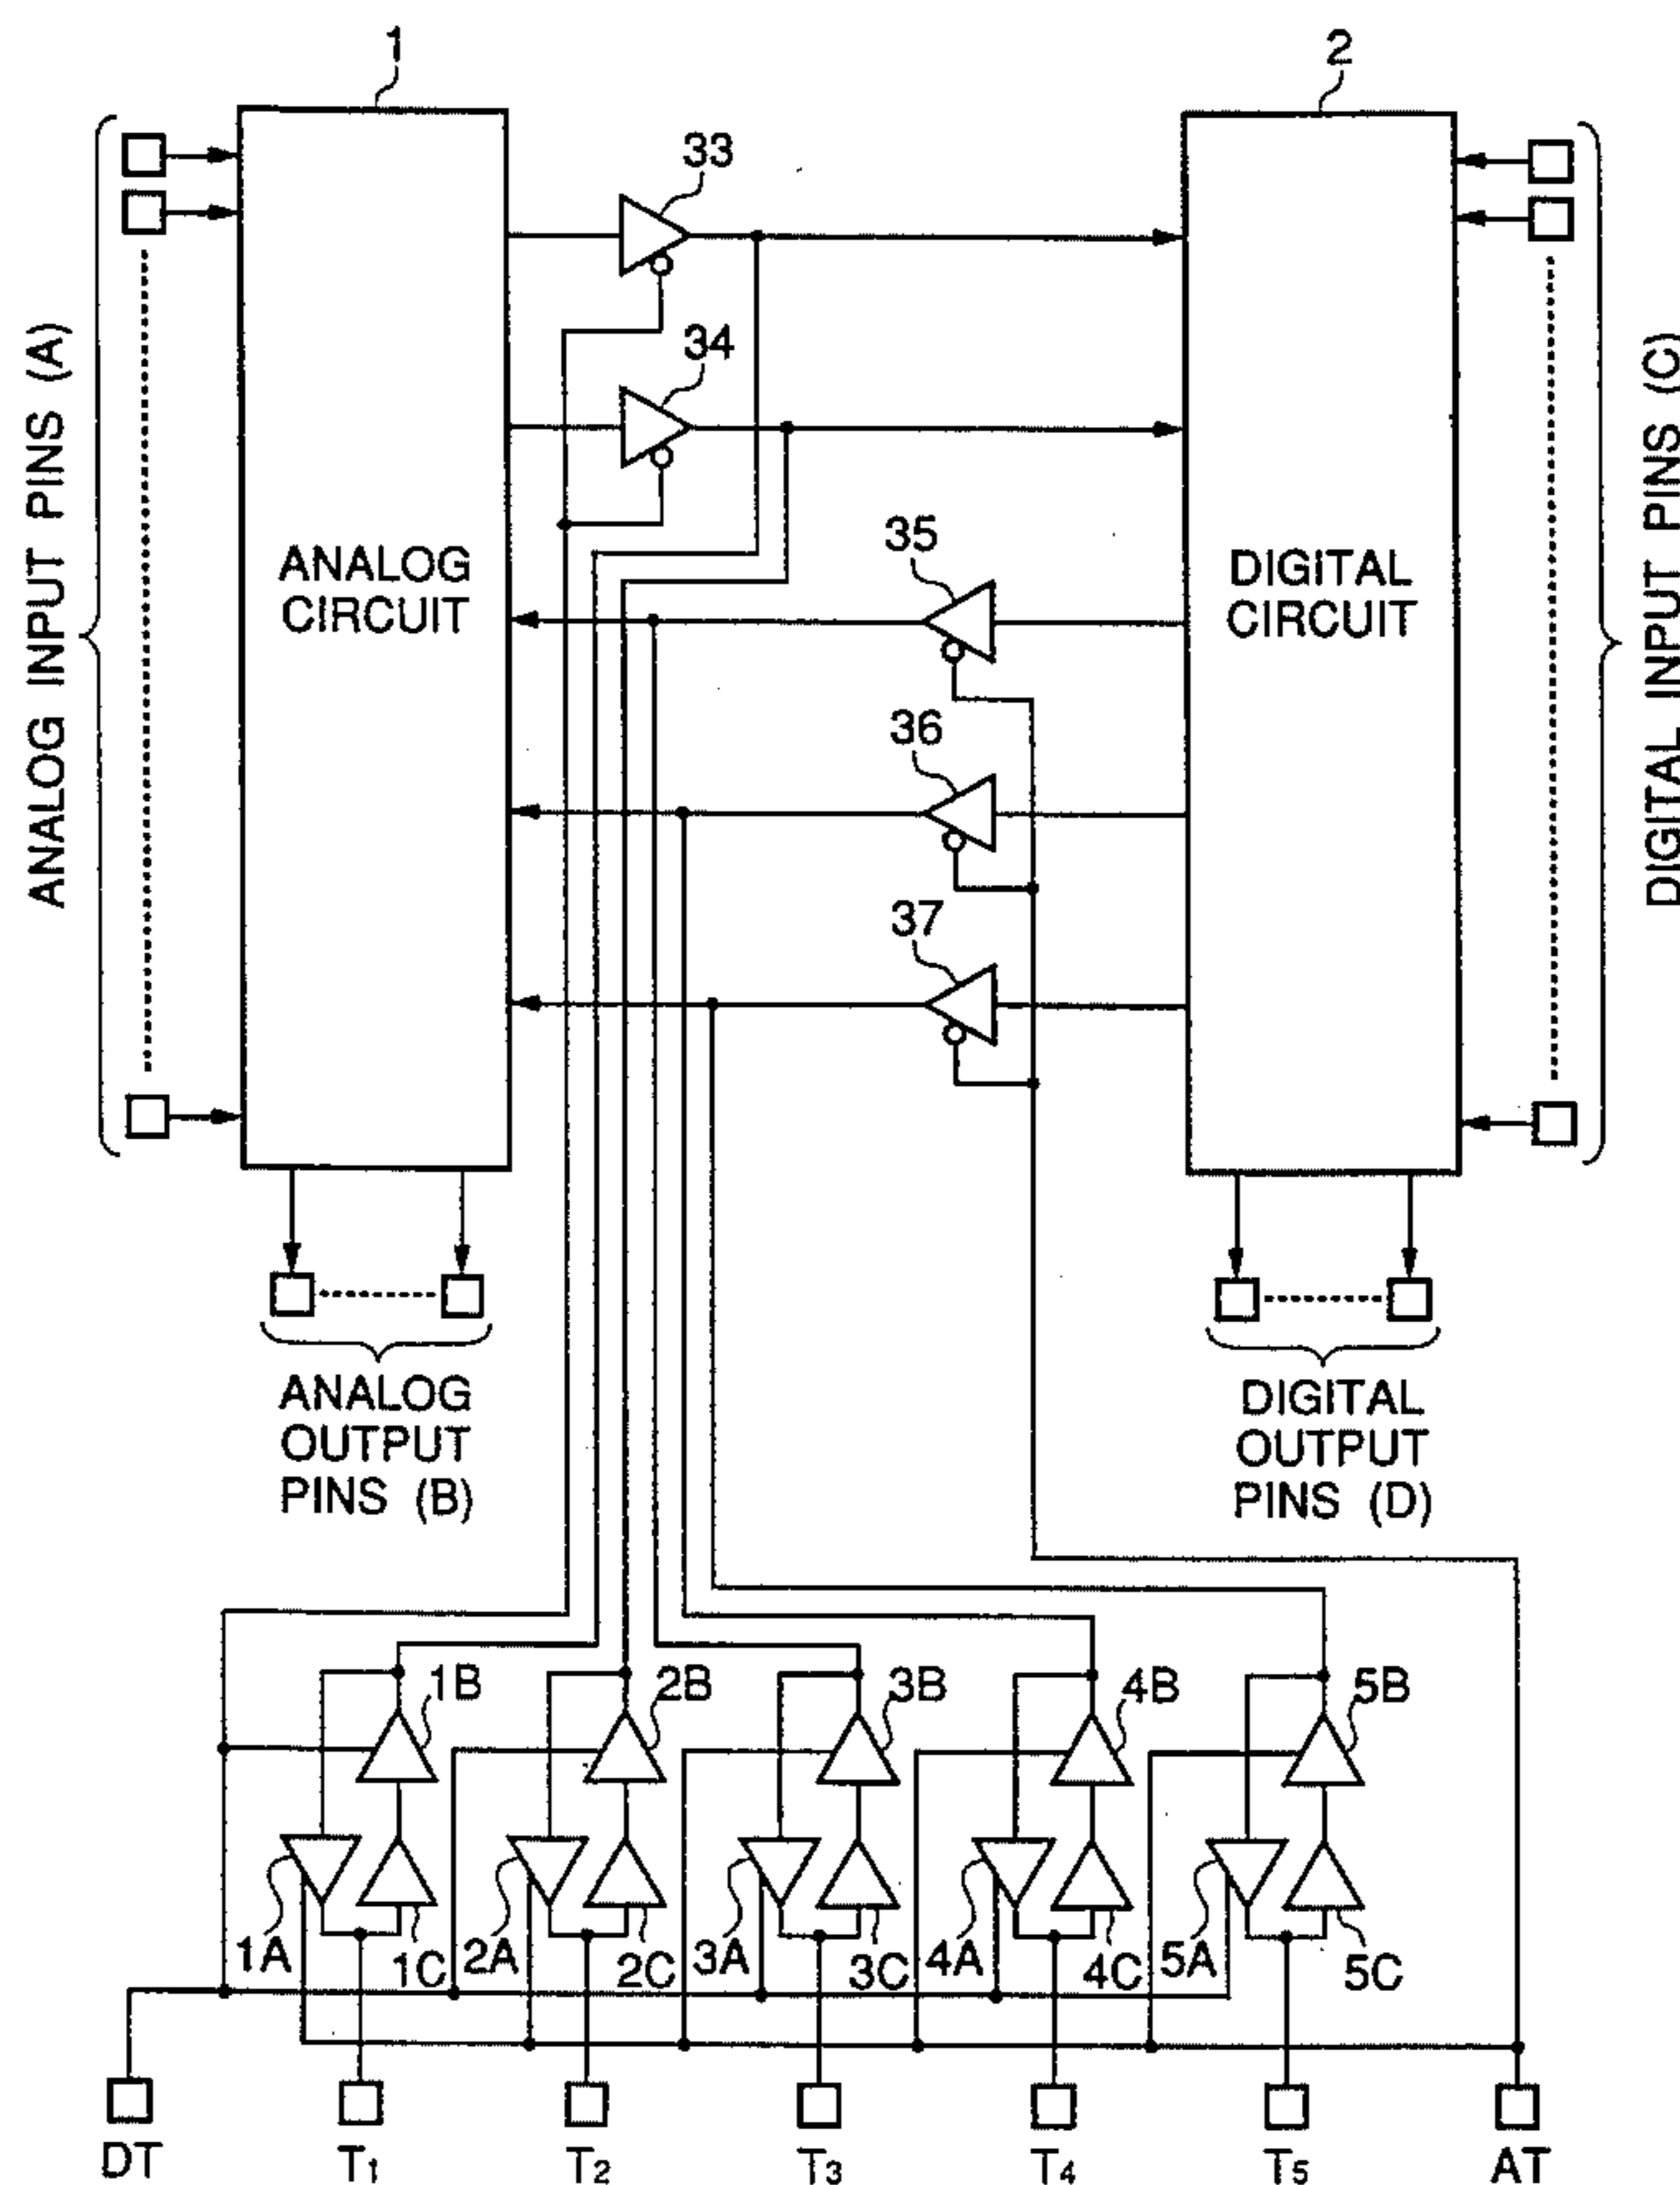 1
2
33
34
ANALOG INPUT PINS (A)
ANALOG
CIRCUIT
35
DIGITAL
CIRCUIT
DIGITAL INPUT PINS (C)
36
37
ANALOG
OUTPUT
PINS (B)
DIGITAL
OUTPUT
PINS (D)
1B
2B
3B
4B
5B
1A
1C
2A
2C
3A
3C
4A
4C
5A
5C
DT
T1
T2
T3
T4
T5
AT